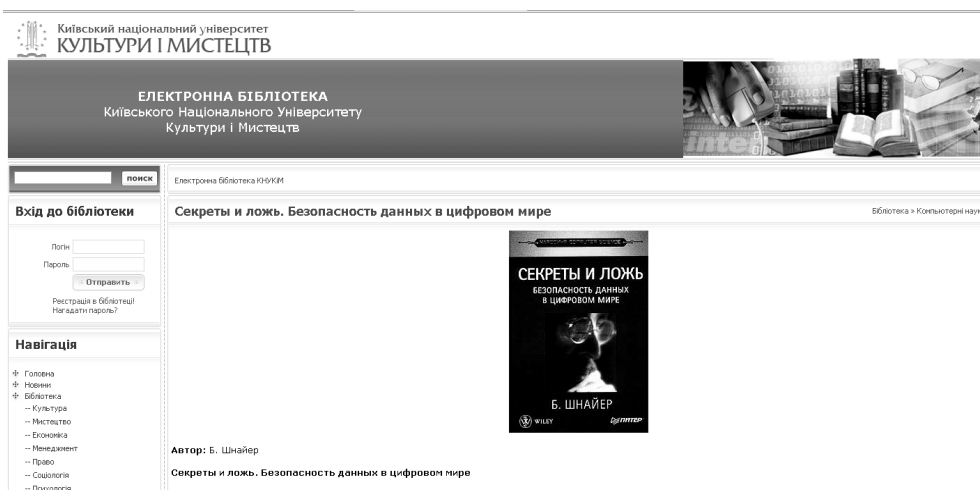 Київський національний університет
КУЛЬТУРИ І МИСТЕЦТВ
ЕЛЕКТРОННА БІБЛІОТЕКА
Київського Національного Університету
Культури і Мистецтв
поиск
Електронна бібліотека КНУКіМ
Вхід до бібліотеки
Логін
Пароль
Отправить
Реєстрація в бібліотеці!
Нагадати пароль?
Навігація
Головна
Новини
Бібліотека
-- Культура
-- Мистецтво
-- Економіка
-- Менеджмент
-- Право
-- Соціологія
-- Психологія
Секреты и ложь. Безопасность данных в цифровом мире
Бібліотека » Компьютерні наук
СЕКРЕТЫ И ЛОЖЬ
БЕЗОПАСНОСТЬ ДАННЫХ
В ЦИФРОВОМ МИРЕ
Б. ШНАЙЕР
WILEY
ПИТЕР
Автор: Б. Шнайер
Секреты и ложь. Безопасность данных в цифровом мире